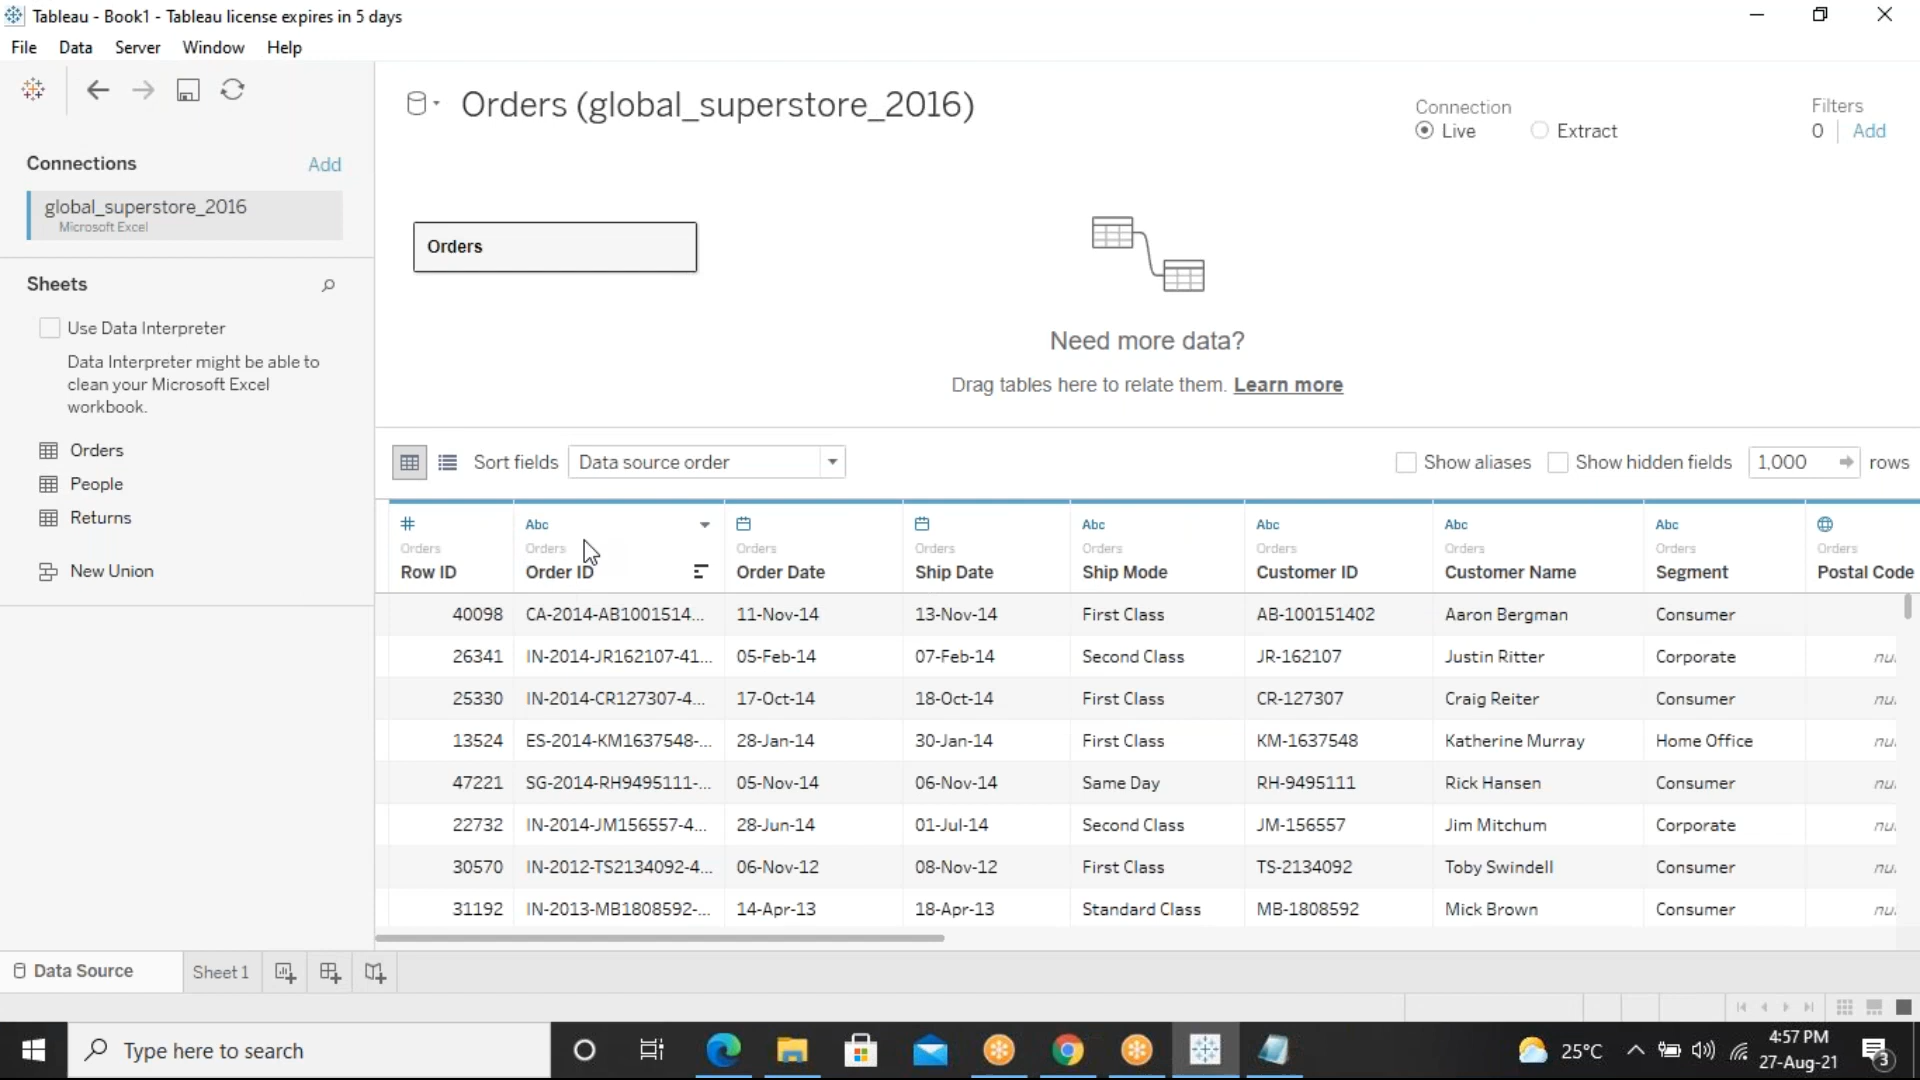 Tableau - Book1 - Tableau license expires in 5 days
File Data Server Window Help
Connections Add
global_superstore_2016
Microsoft Excel
Sheets
Use Data Interpreter
Data Interpreter might be able to
clean your Microsoft Excel
workbook.
Orders
People
Returns
New Union
Orders (global_superstore_2016)
Connection
Live Extract
Filters
0 Add
Orders
Need more data?
Drag tables here to relate them. Learn more
Sort fields Data source order Show aliases Show hidden fields 1,000 rows
# Abc Abc Abc Abc Abc
Orders Orders Orders Orders Orders Orders Orders Orders Orders
Row ID Order ID Order Date Ship Date Ship Mode Customer ID Customer Name Segment Postal Code
40098 CA-2014-AB1001514... 11-Nov-14 13-Nov-14 First Class AB-100151402 Aaron Bergman Consumer
26341 IN-2014-JR162107-41... 05-Feb-14 07-Feb-14 Second Class JR-162107 Justin Ritter Corporate
25330 IN-2014-CR127307-4... 17-Oct-14 18-Oct-14 First Class CR-127307 Craig Reiter Consumer
13524 ES-2014-KM1637548-... 28-Jan-14 30-Jan-14 First Class KM-1637548 Katherine Murray Home Office
47221 SG-2014-RH9495111-... 05-Nov-14 06-Nov-14 Same Day RH-9495111 Rick Hansen Consumer
22732 IN-2014-JM156557-4... 28-Jun-14 01-Jul-14 Second Class JM-156557 Jim Mitchum Corporate
30570 IN-2012-TS2134092-4... 06-Nov-12 08-Nov-12 First Class TS-2134092 Toby Swindell Consumer
31192 IN-2013-MB1808592-... 14-Apr-13 18-Apr-13 Standard Class MB-1808592 Mick Brown Consumer
Data Source Sheet 1
Type here to search
25°C
4:57 PM
27-Aug-21
3